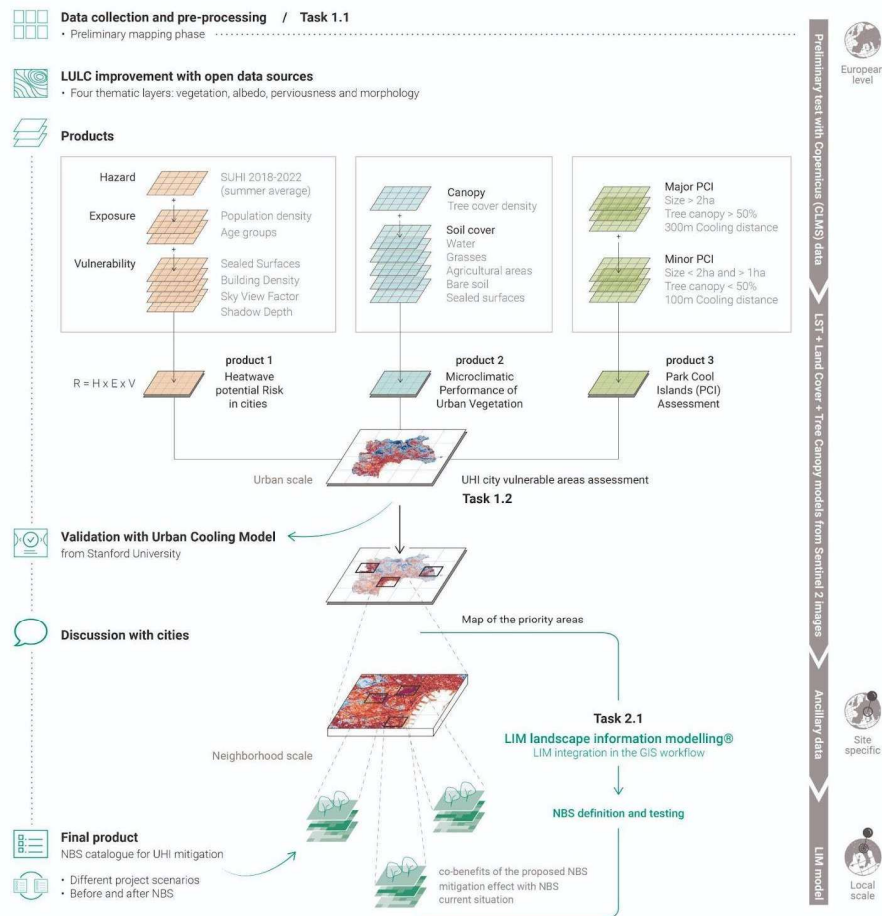 Data collection and pre-processing / Task 1.1
• Preliminary mapping phase
European level
LULC improvement with open data sources
• Four thematic layers: vegetation, albedo, perviousness and morphology
Preliminary test with Copernicus (CLMS) data
Products
Hazard
SUHI 2018-2022
(summer average)
Exposure
Population density
Age groups
Vulnerability
Sealed Surfaces
Building Density
Sky View Factor
Shadow Depth
Canopy
Tree cover density
Soil cover
Water
Grasses
Agricultural areas
Bare soil
Sealed surfaces
Major PCI
Size > 2ha
Tree canopy > 50%
300m Cooling distance
Minor PCI
Size < 2ha and > 1ha
Tree canopy < 50%
100m Cooling distance
R = H x E x V
product 1
Heatwave
potential Risk
in cities
product 2
Microclimatic
Performance of
Urban Vegetation
product 3
Park Cool
Islands (PCI)
Assessment
LST + Land Cover + Tree Canopy models from Sentinel 2 images
Urban scale
UHI city vulnerable areas assessment
Task 1.2
Validation with Urban Cooling Model
from Stanford University
Map of the priority areas
Discussion with cities
Ancillary data
Site
specific
Task 2.1
LIM landscape information modelling®
LIM integration in the GIS workflow
Neighborhood scale
NBS definition and testing
Final product
NBS catalogue for UHI mitigation
• Different project scenarios
• Before and after NBS
co-benefits of the proposed NBS
mitigation effect with NBS
current situation
LIM model
Local
scale